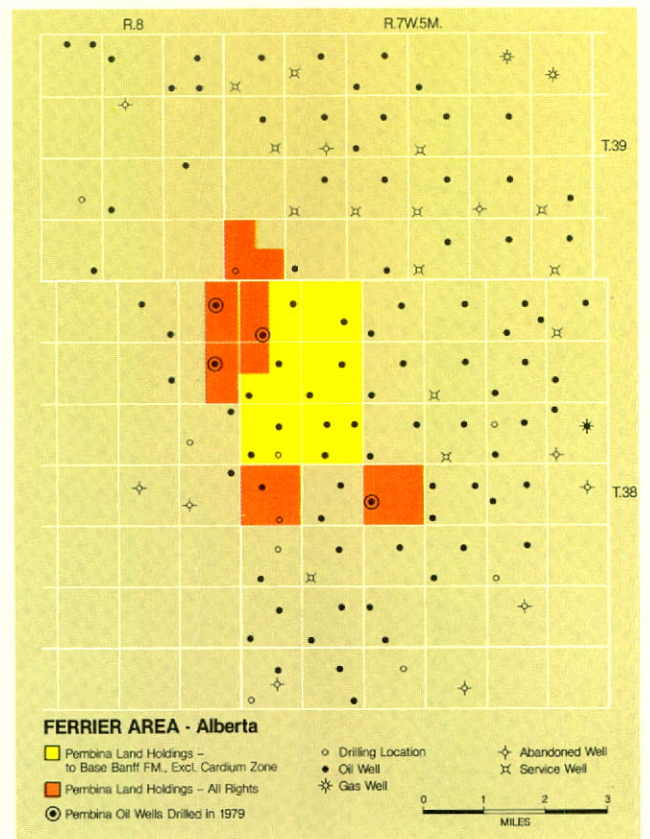 R.8
R.7W.5M.
T.39
T.38
FERRIER AREA - Alberta
Pembina Land Holdings –
to Base Banff FM., Excl. Cardium Zone
Pembina Land Holdings – All Rights
Pembina Oil Wells Drilled in 1979
Drilling Location
Oil Well
Gas Well
Abandoned Well
Service Well
0 1 2 3
MILES